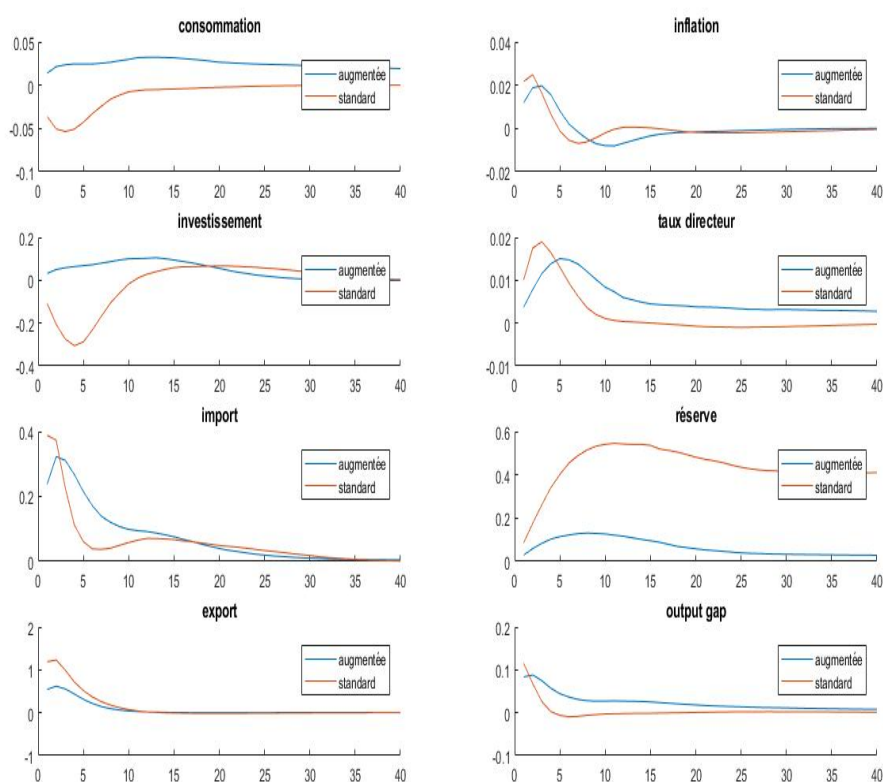 consommation
0.05
0
-0.05
-0.1
0 5 10 15 20 25 30 35 40
augmentée
standard
inflation
0.04
0.02
0
-0.02
0 5 10 15 20 25 30 35 40
augmentée
standard
investissement
0.2
0
-0.2
-0.4
0 5 10 15 20 25 30 35 40
augmentée
standard
taux directeur
0.02
0.01
0
-0.01
0 5 10 15 20 25 30 35 40
augmentée
standard
import
0.4
0.2
0
0 5 10 15 20 25 30 35 40
augmentée
standard
réserve
0.6
0.4
0.2
0
0 5 10 15 20 25 30 35 40
augmentée
standard
export
2
1
0
-1
0 5 10 15 20 25 30 35 40
augmentée
standard
output gap
0.2
0.1
0
-0.1
0 5 10 15 20 25 30 35 40
augmentée
standard